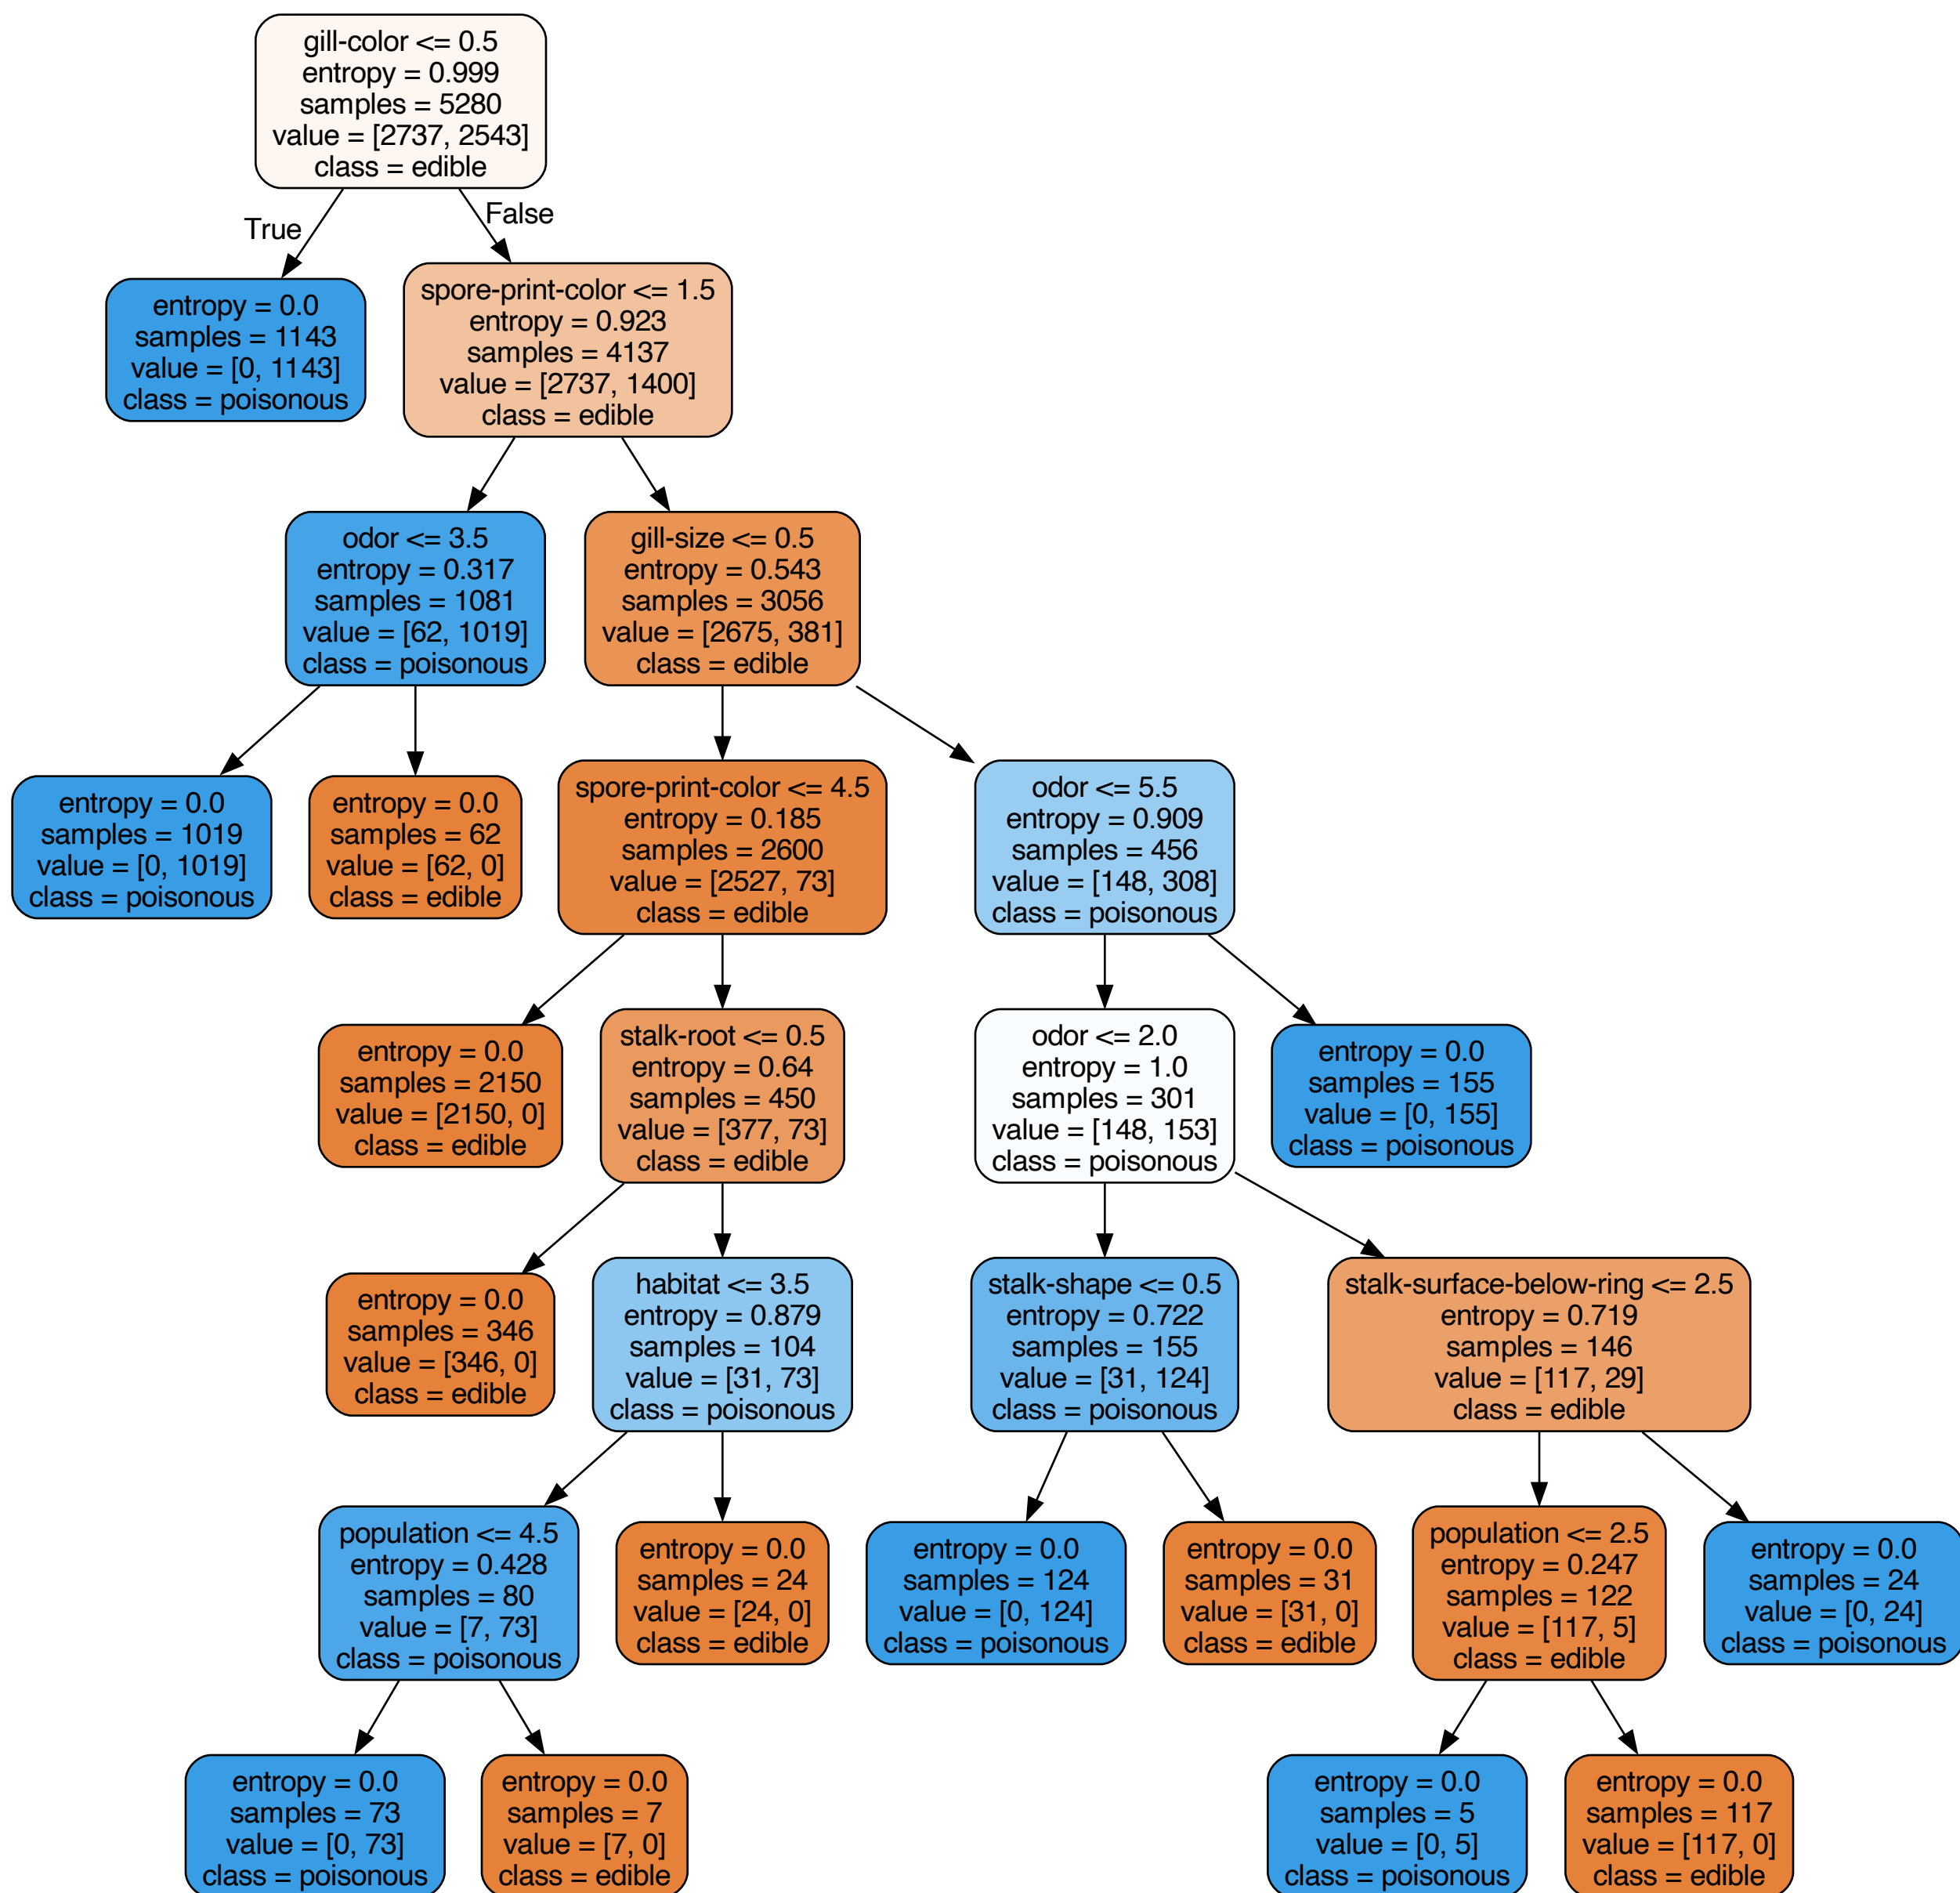 gill-color <= 0.5
entropy = 0.999
samples = 5280
value = [2737, 2543]
class = edible
True
False
entropy = 0.0
samples = 1143
value = [0, 1143]
class = poisonous
spore-print-color <= 1.5
entropy = 0.923
samples = 4137
value = [2737, 1400]
class = edible
odor <= 3.5
entropy = 0.317
samples = 1081
value = [62, 1019]
class = poisonous
gill-size <= 0.5
entropy = 0.543
samples = 3056
value = [2675, 381]
class = edible
entropy = 0.0
samples = 1019
value = [0, 1019]
class = poisonous
entropy = 0.0
samples = 62
value = [62, 0]
class = edible
spore-print-color <= 4.5
entropy = 0.185
samples = 2600
value = [2527, 73]
class = edible
odor <= 5.5
entropy = 0.909
samples = 456
value = [148, 308]
class = poisonous
entropy = 0.0
samples = 2150
value = [2150, 0]
class = edible
stalk-root <= 0.5
entropy = 0.64
samples = 450
value = [377, 73]
class = edible
odor <= 2.0
entropy = 1.0
samples = 301
value = [148, 153]
class = poisonous
entropy = 0.0
samples = 155
value = [0, 155]
class = poisonous
entropy = 0.0
samples = 346
value = [346, 0]
class = edible
habitat <= 3.5
entropy = 0.879
samples = 104
value = [31, 73]
class = poisonous
stalk-shape <= 0.5
entropy = 0.722
samples = 155
value = [31, 124]
class = poisonous
stalk-surface-below-ring <= 2.5
entropy = 0.719
samples = 146
value = [117, 29]
class = edible
population <= 4.5
entropy = 0.428
samples = 80
value = [7, 73]
class = poisonous
entropy = 0.0
samples = 24
value = [24, 0]
class = edible
entropy = 0.0
samples = 124
value = [0, 124]
class = poisonous
entropy = 0.0
samples = 31
value = [31, 0]
class = edible
population <= 2.5
entropy = 0.247
samples = 122
value = [117, 5]
class = edible
entropy = 0.0
samples = 24
value = [0, 24]
class = poisonous
entropy = 0.0
samples = 73
value = [0, 73]
class = poisonous
entropy = 0.0
samples = 7
value = [7, 0]
class = edible
entropy = 0.0
samples = 5
value = [0, 5]
class = poisonous
entropy = 0.0
samples = 117
value = [117, 0]
class = edible